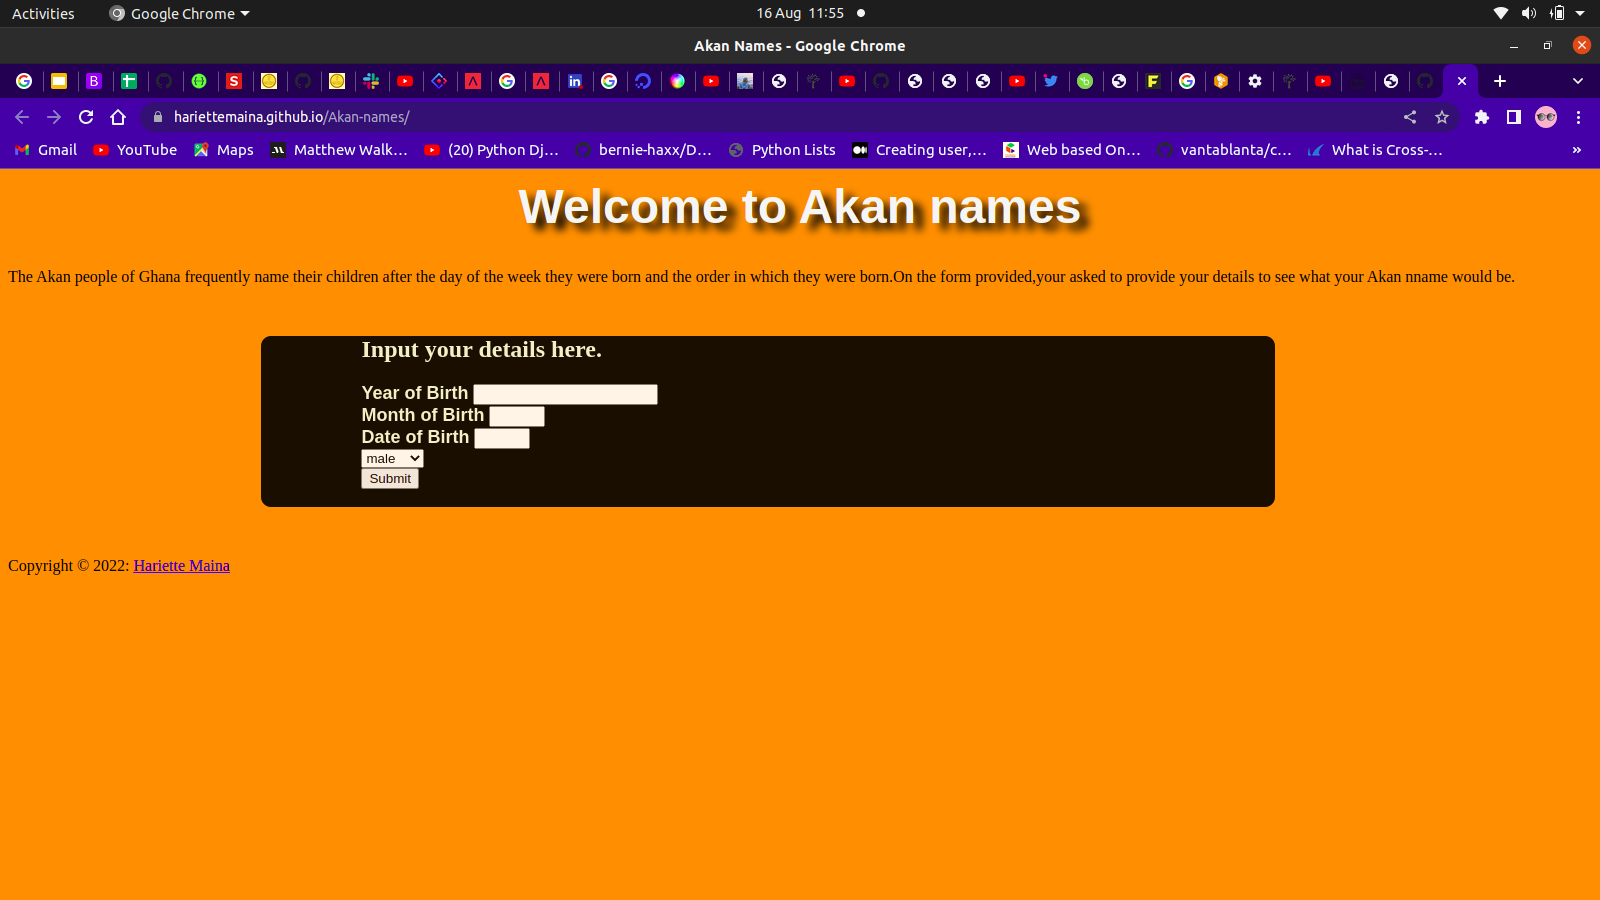 Activities
Google Chrome
16 Aug 11:55
Akan Names - Google Chrome
hariettemaina.github.io/Akan-names/
Gmail
YouTube
Maps
Matthew Walk...
(20) Python Dj...
bernie-haxx/D...
Python Lists
Creating user,...
Web based On...
vantablanta/c...
What is Cross-...
»
Welcome to Akan names
The Akan people of Ghana frequently name their children after the day of the week they were born and the order in which they were born.On the form provided,your asked to provide your details to see what your Akan nname would be.
Input your details here.
Year of Birth
Month of Birth
Date of Birth
male
Submit
Copyright © 2022: Hariette Maina